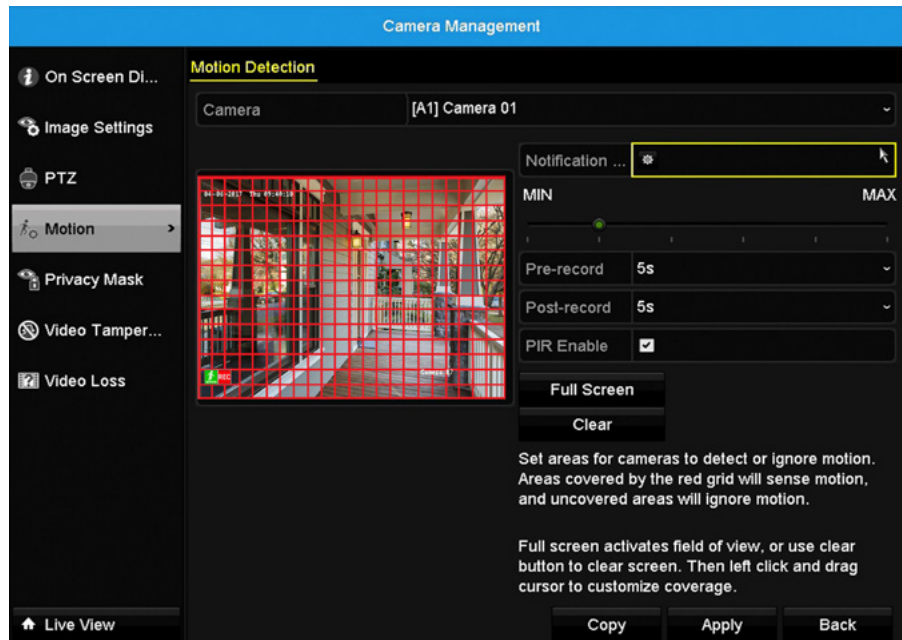 Camera Management
On Screen Di...
Image Settings
PTZ
Motion
Privacy Mask
Video Tamper...
Video Loss
Live View
Motion Detection
Camera
[A1] Camera 01
Notification ...
MIN
MAX
Pre-record
5s
Post-record
5s
PIR Enable
REC
Full Screen
Clear
Set areas for cameras to detect or ignore motion.
Areas covered by the red grid will sense motion,
and uncovered areas will ignore motion.
Full screen activates field of view, or use clear
button to clear screen. Then left click and drag
cursor to customize coverage.
Copy
Apply
Back